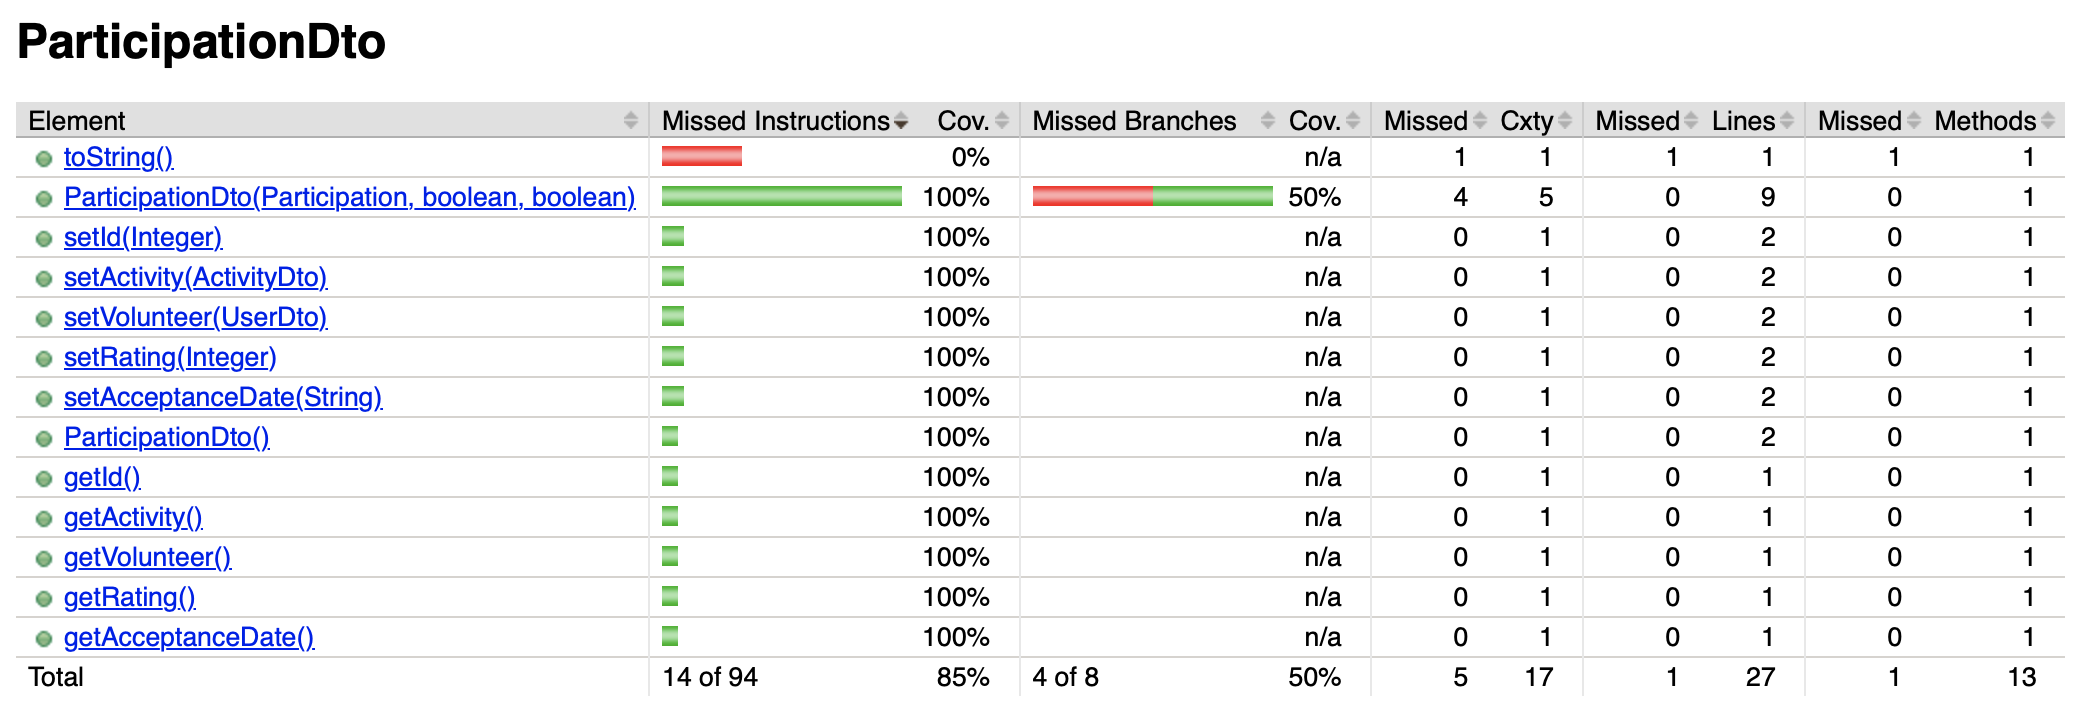 ParticipationDto
Element Missed Instructions Cov. Missed Branches Cov. Missed Cxty Missed Lines Missed Methods
toString() 0% n/a 1 1 1 1 1 1
ParticipationDto(Participation, boolean, boolean) 100% 50% 4 5 0 9 0 1
setId(Integer) 100% n/a 0 1 0 2 0 1
setActivity(ActivityDto) 100% n/a 0 1 0 2 0 1
setVolunteer(UserDto) 100% n/a 0 1 0 2 0 1
setRating(Integer) 100% n/a 0 1 0 2 0 1
setAcceptanceDate(String) 100% n/a 0 1 0 2 0 1
ParticipationDto() 100% n/a 0 1 0 2 0 1
getId() 100% n/a 0 1 0 1 0 1
getActivity() 100% n/a 0 1 0 1 0 1
getVolunteer() 100% n/a 0 1 0 1 0 1
getRating() 100% n/a 0 1 0 1 0 1
getAcceptanceDate() 100% n/a 0 1 0 1 0 1
Total 14 of 94 85% 4 of 8 50% 5 17 1 27 1 13